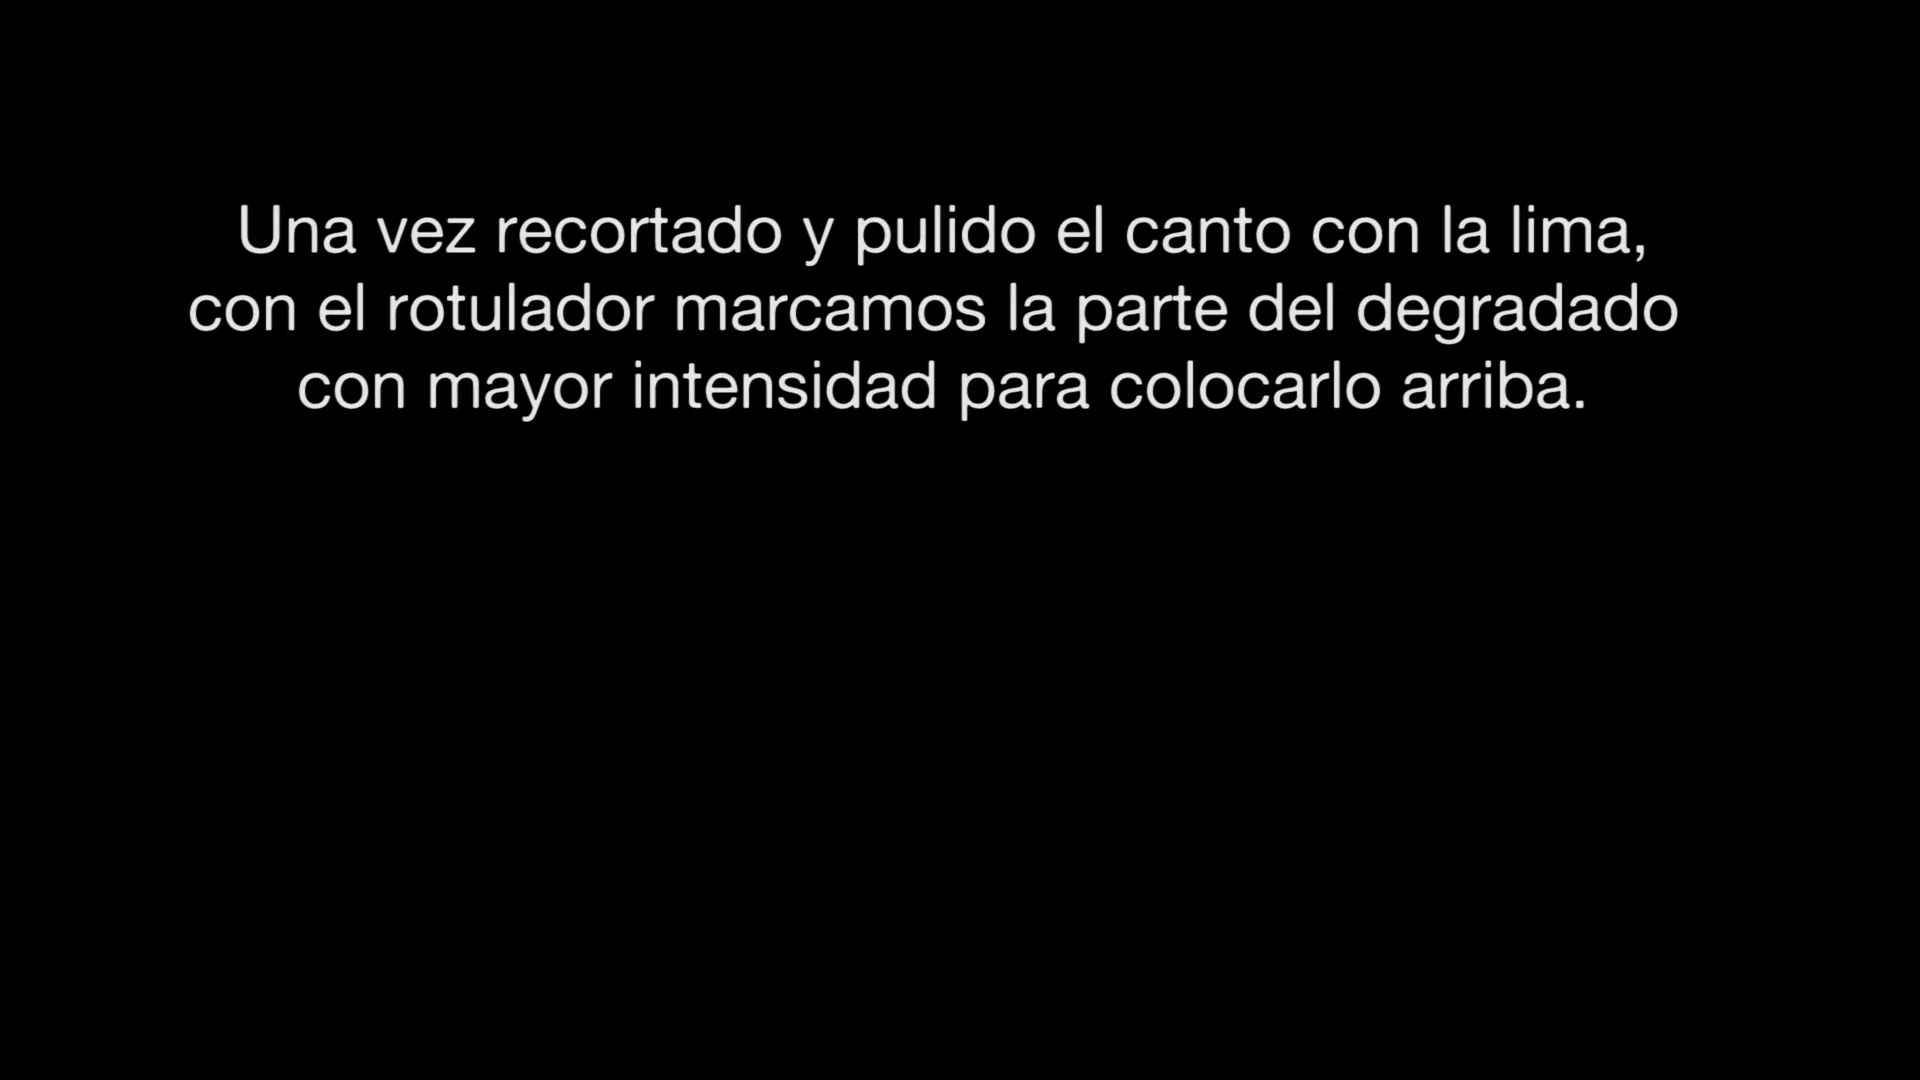 Una vez recortado y pulido el canto con la lima,
con el rotulador marcamos la parte del degradado
con mayor intensidad para colocarlo arriba.